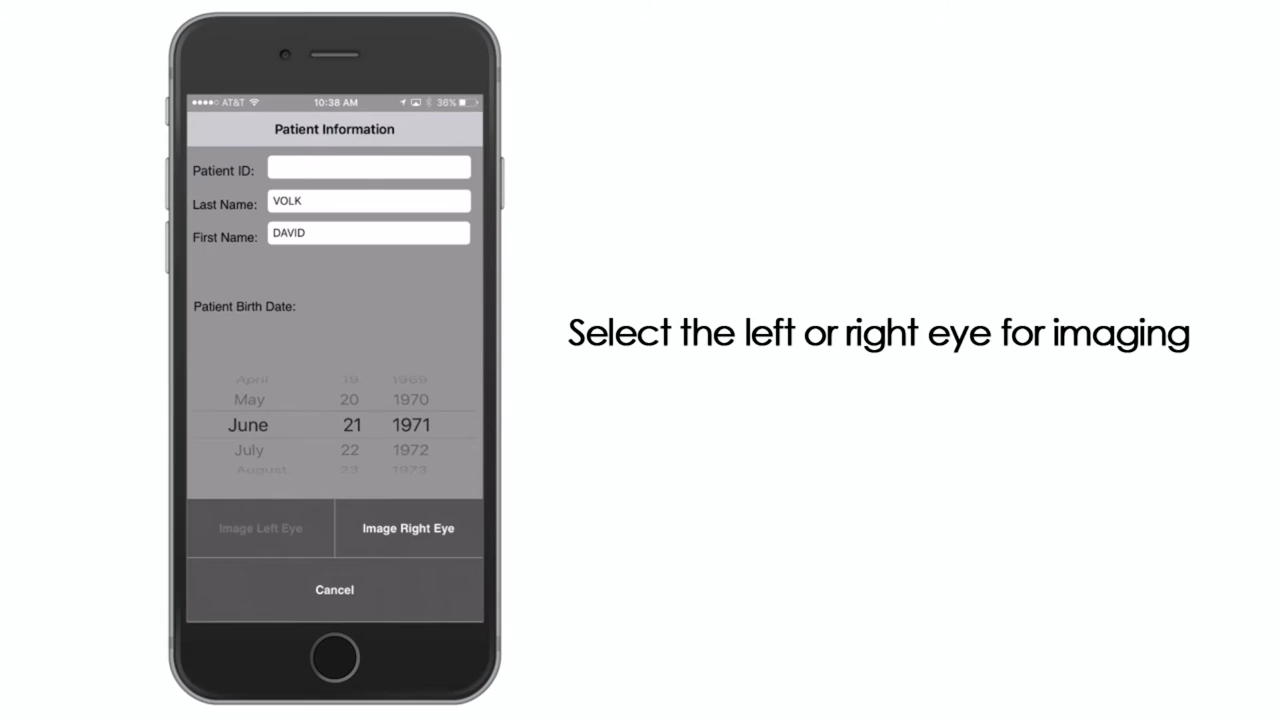 AT&T 10:38 AM 36%
Patient Information
Patient ID:
Last Name: VOLK
First Name: DAVID
Patient Birth Date:
April 19 1969
May 20 1970
June 21 1971
July 22 1972
August 23 1973
Image Left Eye Image Right Eye
Cancel
Select the left or right eye for imaging